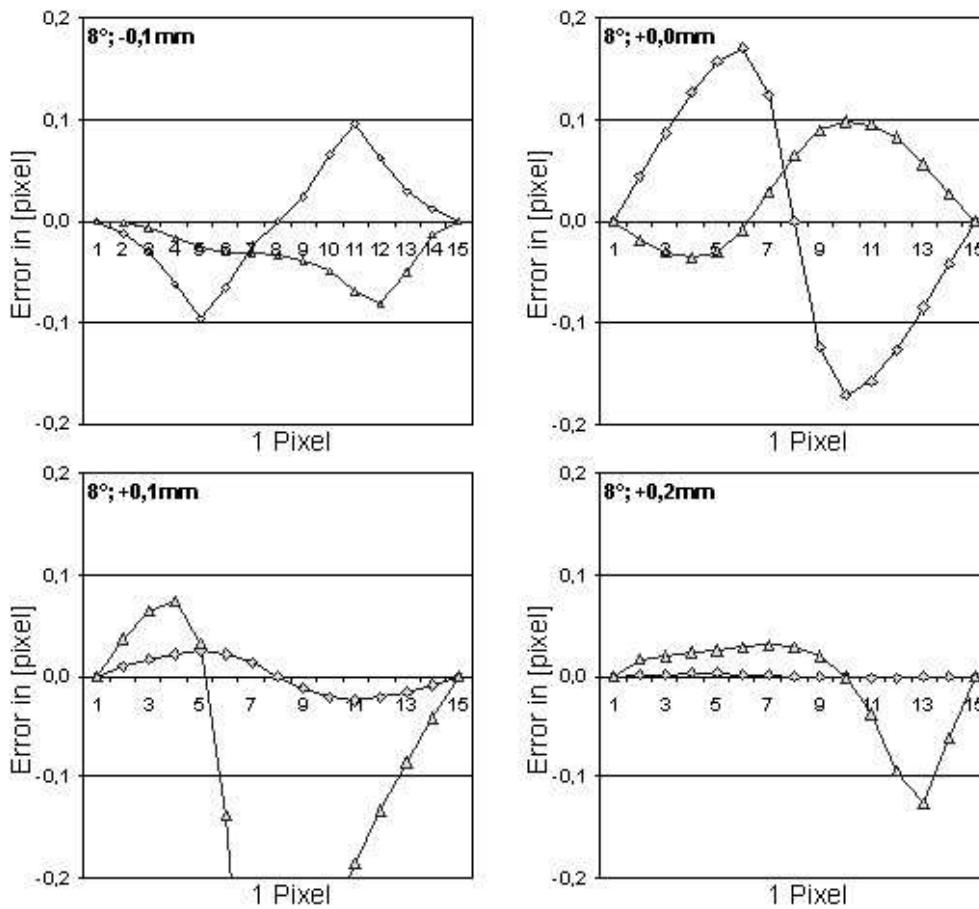 8°; -0,1mm
0,2
0,1
0,0
-0,1
-0,2
Error in [pixel]
1 2 3 4 5 6 7 8 9 10 11 12 13 14 15
1 Pixel
8°; +0,0mm
0,2
0,1
0,0
-0,1
-0,2
Error in [pixel]
1 3 5 7 9 11 13 15
1 Pixel
8°; +0,1mm
0,2
0,1
0,0
-0,1
-0,2
Error in [pixel]
1 3 5 7 9 11 13 15
1 Pixel
8°; +0,2mm
0,2
0,1
0,0
-0,1
-0,2
Error in [pixel]
1 3 5 7 9 11 13 15
1 Pixel